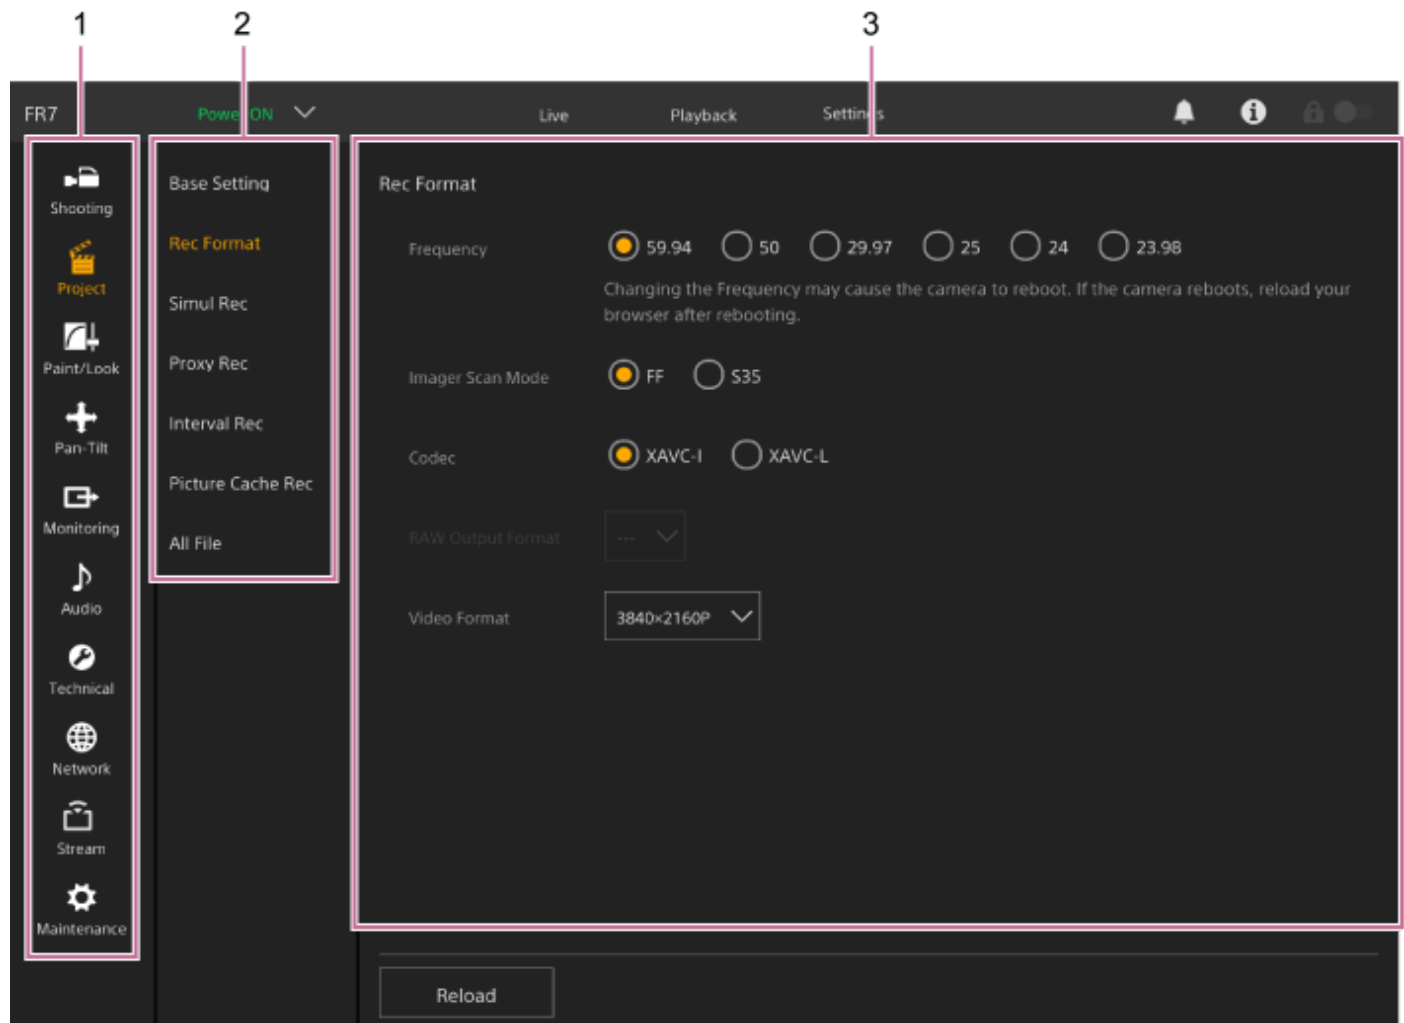 1 2 3
FR7 Power ON Live Playback Settings
Shooting
Project
Paint/Look
Pan-Tilt
Monitoring
Audio
Technical
Network
Stream
Maintenance
Base Setting
Rec Format
Simul Rec
Proxy Rec
Interval Rec
Picture Cache Rec
All File
Rec Format
Frequency 59.94 50 29.97 25 24 23.98
Changing the Frequency may cause the camera to reboot. If the camera reboots, reload your
browser after rebooting.
Imager Scan Mode FF S35
Codec XAVC-I XAVC-L
RAW Output Format ---
Video Format 3840×2160P
Reload